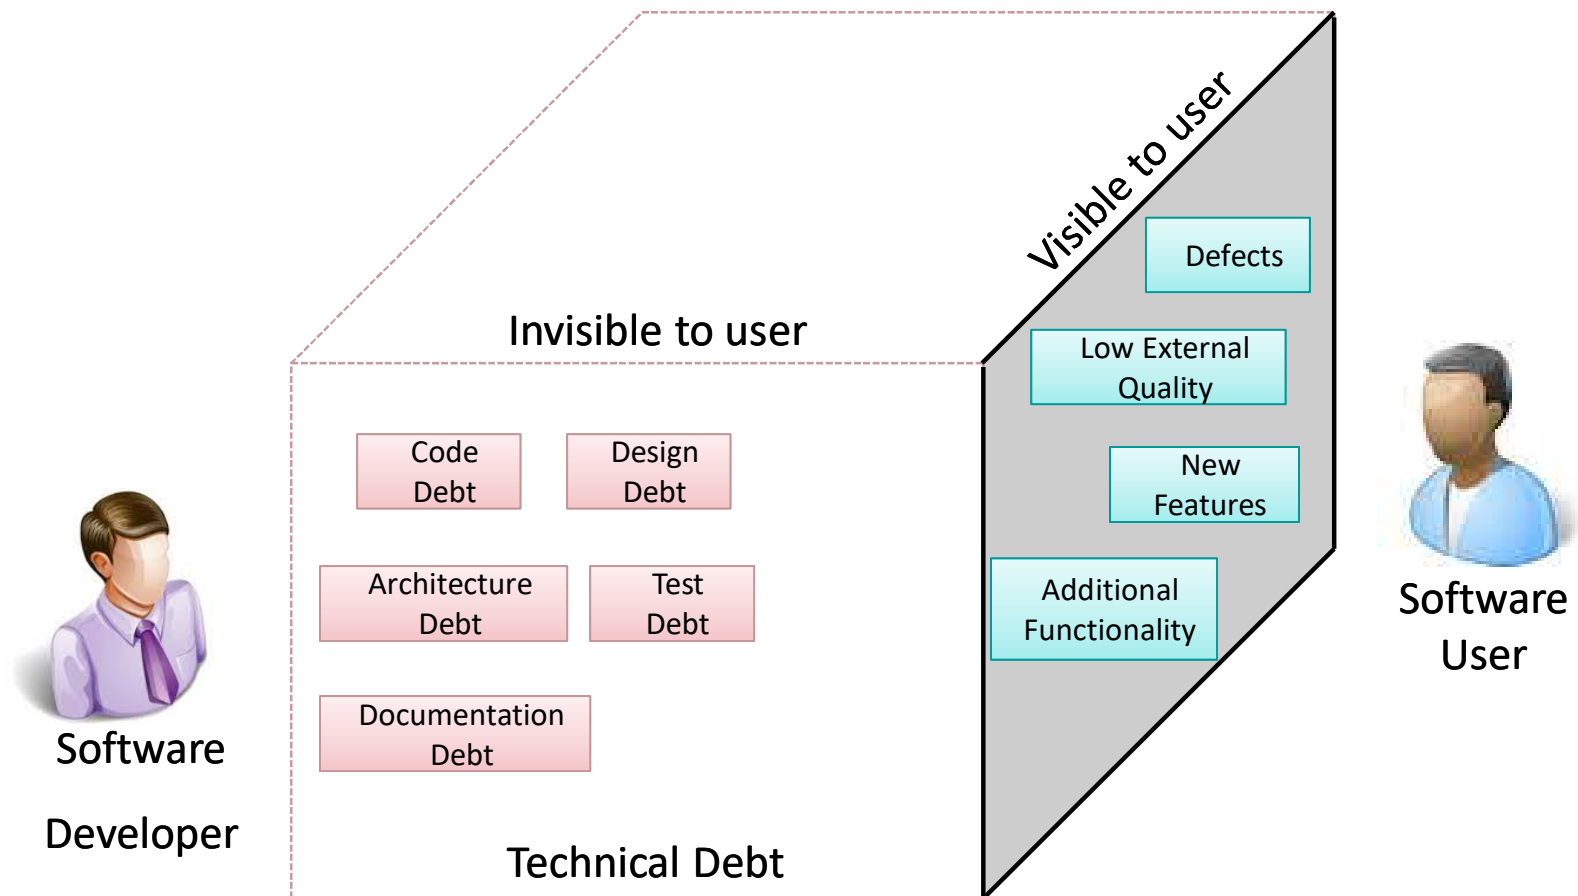 Visible to user
Defects
Invisible to user
Low External
Quality
Code
Debt
Design
Debt
New
Features
Architecture
Debt
Test
Debt
Additional
Functionality
Software
User
Documentation
Debt
Software
Developer
Technical Debt